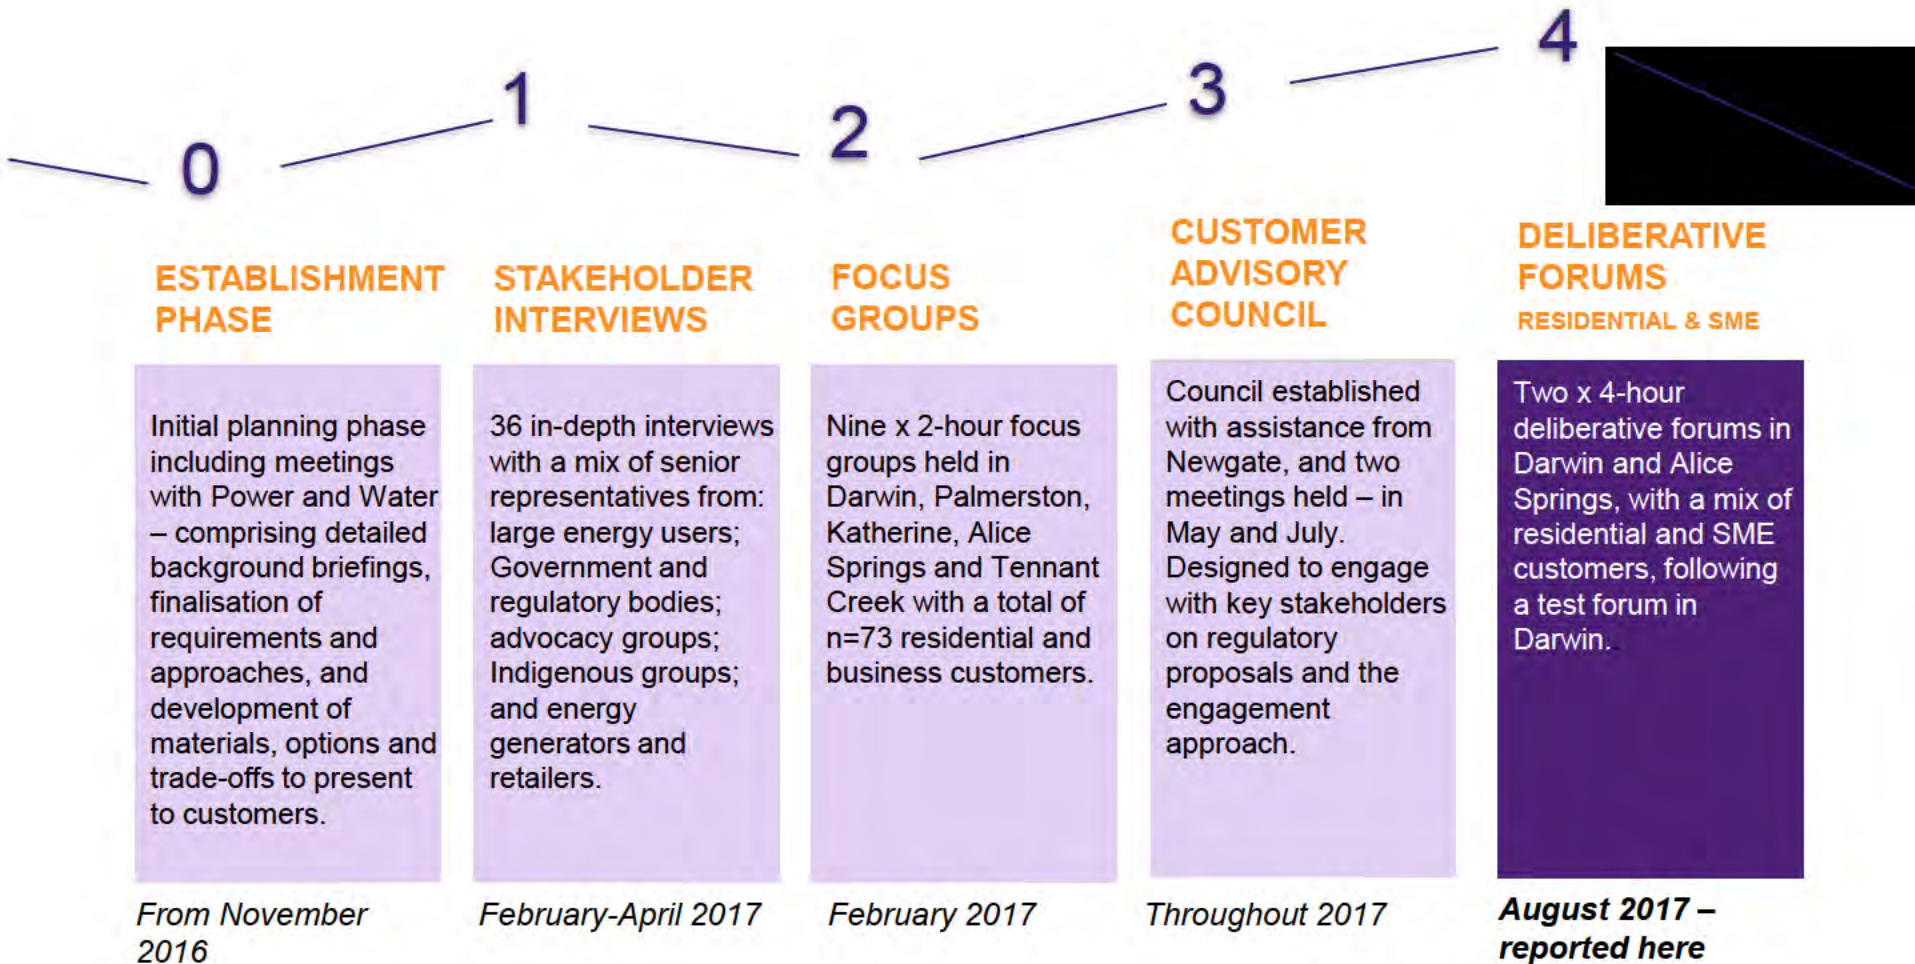 0
1
2
3
4
ESTABLISHMENT
PHASE
Initial planning phase
including meetings
with Power and Water
– comprising detailed
background briefings,
finalisation of
requirements and
approaches, and
development of
materials, options and
trade-offs to present
to customers.
From November
2016
STAKEHOLDER
INTERVIEWS
36 in-depth interviews
with a mix of senior
representatives from:
large energy users;
Government and
regulatory bodies;
advocacy groups;
Indigenous groups;
and energy
generators and
retailers.
February-April 2017
FOCUS
GROUPS
Nine x 2-hour focus
groups held in
Darwin, Palmerston,
Katherine, Alice
Springs and Tennant
Creek with a total of
n=73 residential and
business customers.
February 2017
CUSTOMER
ADVISORY
COUNCIL
Council established
with assistance from
Newgate, and two
meetings held – in
May and July.
Designed to engage
with key stakeholders
on regulatory
proposals and the
engagement
approach.
Throughout 2017
DELIBERATIVE
FORUMS
RESIDENTIAL & SME
Two x 4-hour
deliberative forums in
Darwin and Alice
Springs, with a mix of
residential and SME
customers, following
a test forum in
Darwin.
August 2017 –
reported here